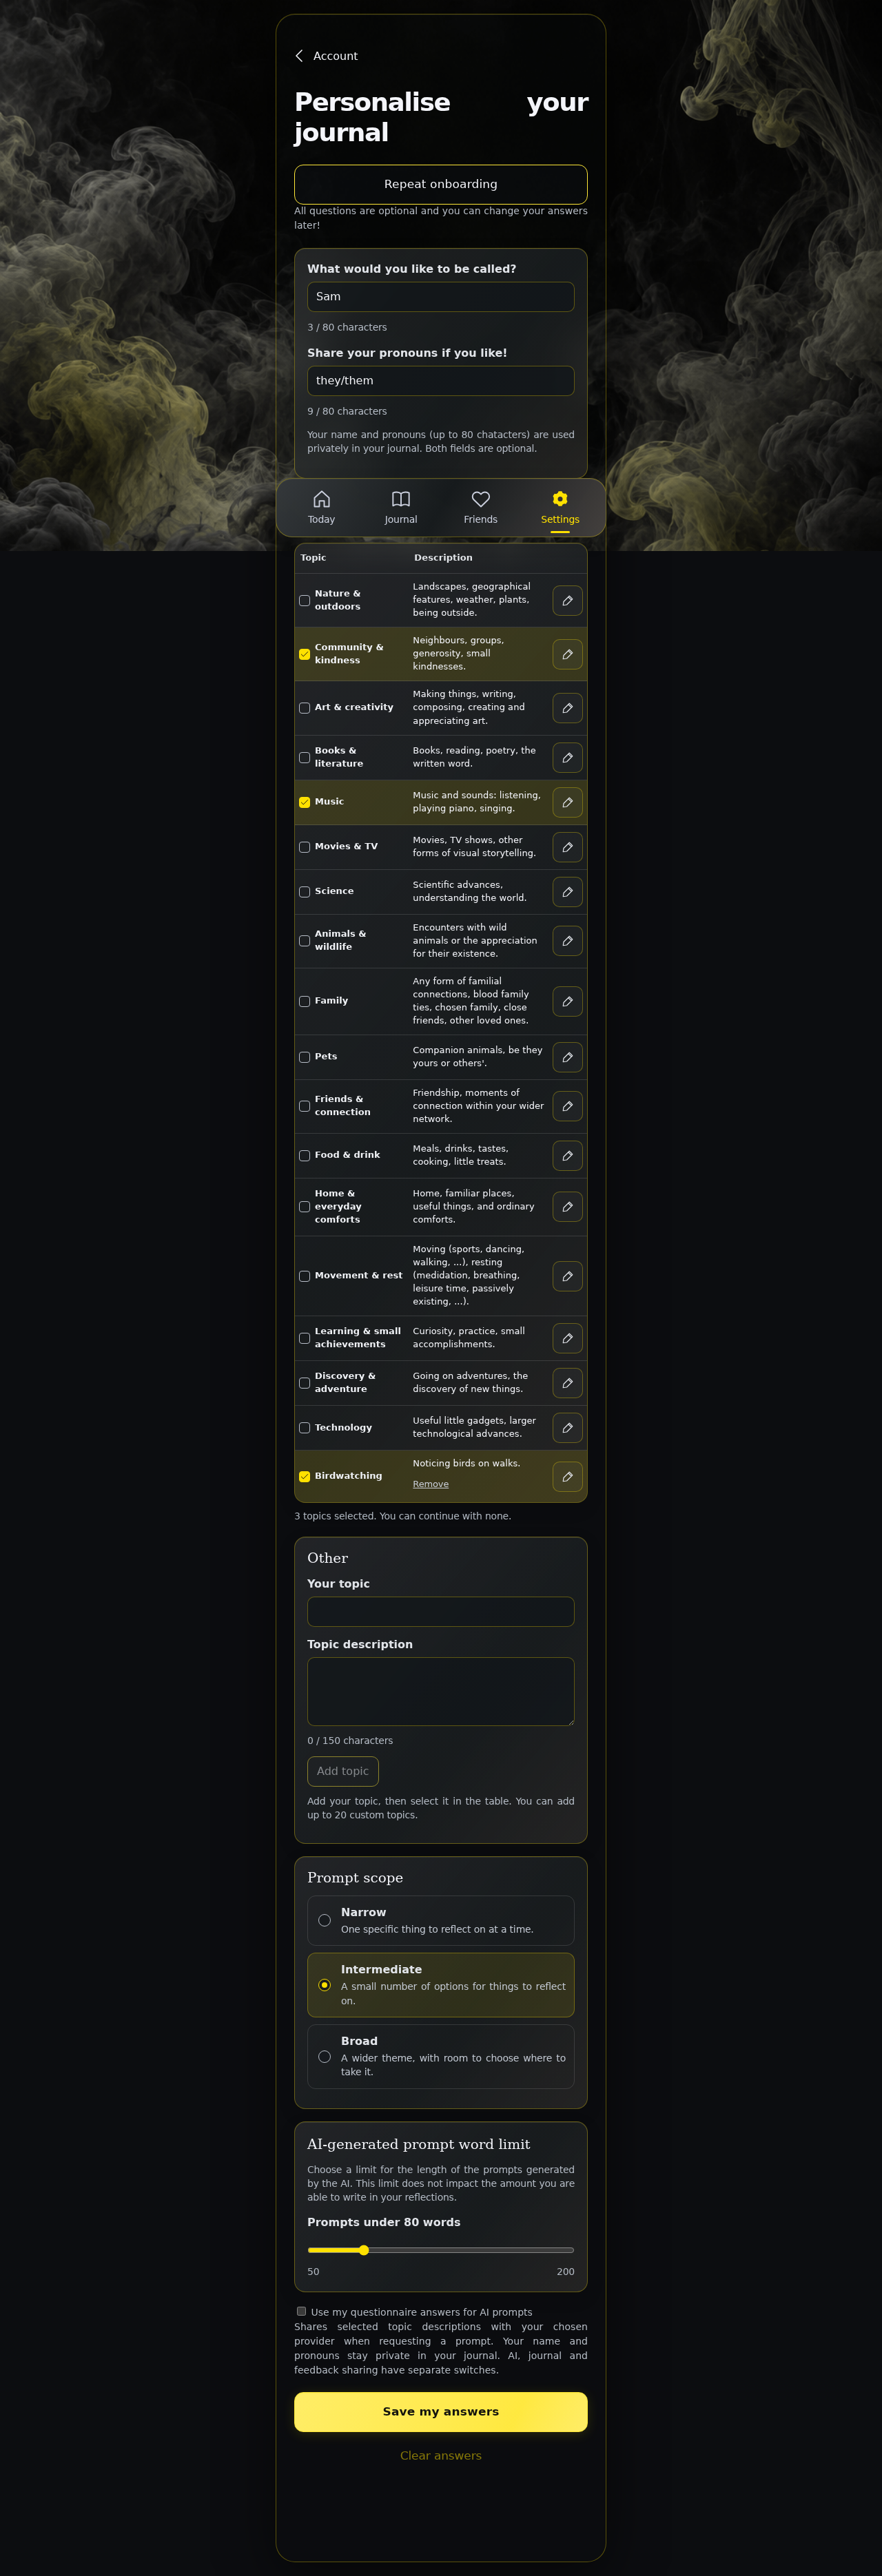 Account
Personalise your
journal
Repeat onboarding
All questions are optional and you can change your answers
later!
What would you like to be called?
Sam
3 / 80 characters
Share your pronouns if you like!
they/them
9 / 80 characters
Your name and pronouns (up to 80 chatacters) are used
privately in your journal. Both fields are optional.
Today Journal Friends Settings
Topic Description
Nature &
outdoors
Landscapes, geographical
features, weather, plants,
being outside.
Community &
kindness
Neighbours, groups,
generosity, small
kindnesses.
Art & creativity
Making things, writing,
composing, creating and
appreciating art.
Books &
literature
Books, reading, poetry, the
written word.
Music
Music and sounds: listening,
playing piano, singing.
Movies & TV
Movies, TV shows, other
forms of visual storytelling.
Science
Scientific advances,
understanding the world.
Animals &
wildlife
Encounters with wild
animals or the appreciation
for their existence.
Family
Any form of familial
connections, blood family
ties, chosen family, close
friends, other loved ones.
Pets
Companion animals, be they
yours or others'.
Friends &
connection
Friendship, moments of
connection within your wider
network.
Food & drink
Meals, drinks, tastes,
cooking, little treats.
Home &
everyday
comforts
Home, familiar places,
useful things, and ordinary
comforts.
Movement & rest
Moving (sports, dancing,
walking, ...), resting
(medidation, breathing,
leisure time, passively
existing, ...).
Learning & small
achievements
Curiosity, practice, small
accomplishments.
Discovery &
adventure
Going on adventures, the
discovery of new things.
Technology
Useful little gadgets, larger
technological advances.
Birdwatching
Noticing birds on walks.
Remove
3 topics selected. You can continue with none.
Other
Your topic
Topic description
0 / 150 characters
Add topic
Add your topic, then select it in the table. You can add
up to 20 custom topics.
Prompt scope
Narrow
One specific thing to reflect on at a time.
Intermediate
A small number of options for things to reflect
on.
Broad
A wider theme, with room to choose where to
take it.
AI-generated prompt word limit
Choose a limit for the length of the prompts generated
by the AI. This limit does not impact the amount you are
able to write in your reflections.
Prompts under 80 words
50 200
Use my questionnaire answers for AI prompts
Shares selected topic descriptions with your chosen
provider when requesting a prompt. Your name and
pronouns stay private in your journal. AI, journal and
feedback sharing have separate switches.
Save my answers
Clear answers